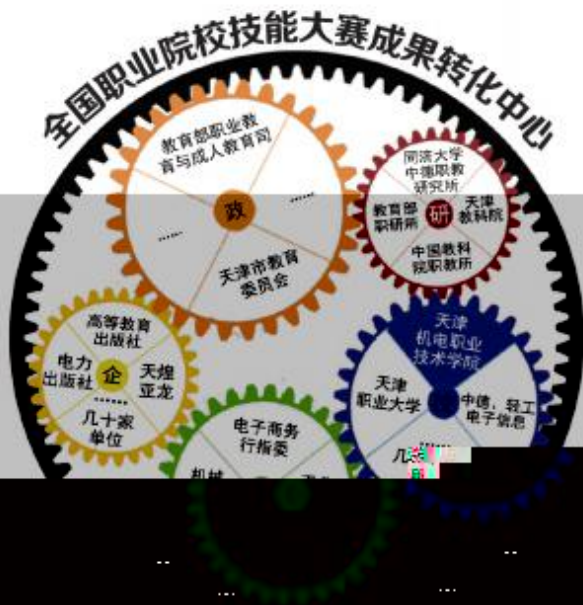 全国职业院校技能大赛成果转化中心
教育部职业教
育与成人教育司
政
……
……
天津市教育
委员会
同济大学
中德职教
研究所
教育部
职研所
研
天津
教科院
中国教科
院职教所
高等教育
出版社
电力
出版社
企
天煌
亚龙
……
几十家
单位
天津
机电职业
技术学院
天津
职业大学
中德、轻工
电子信息
……
电子商务
行指委
机械